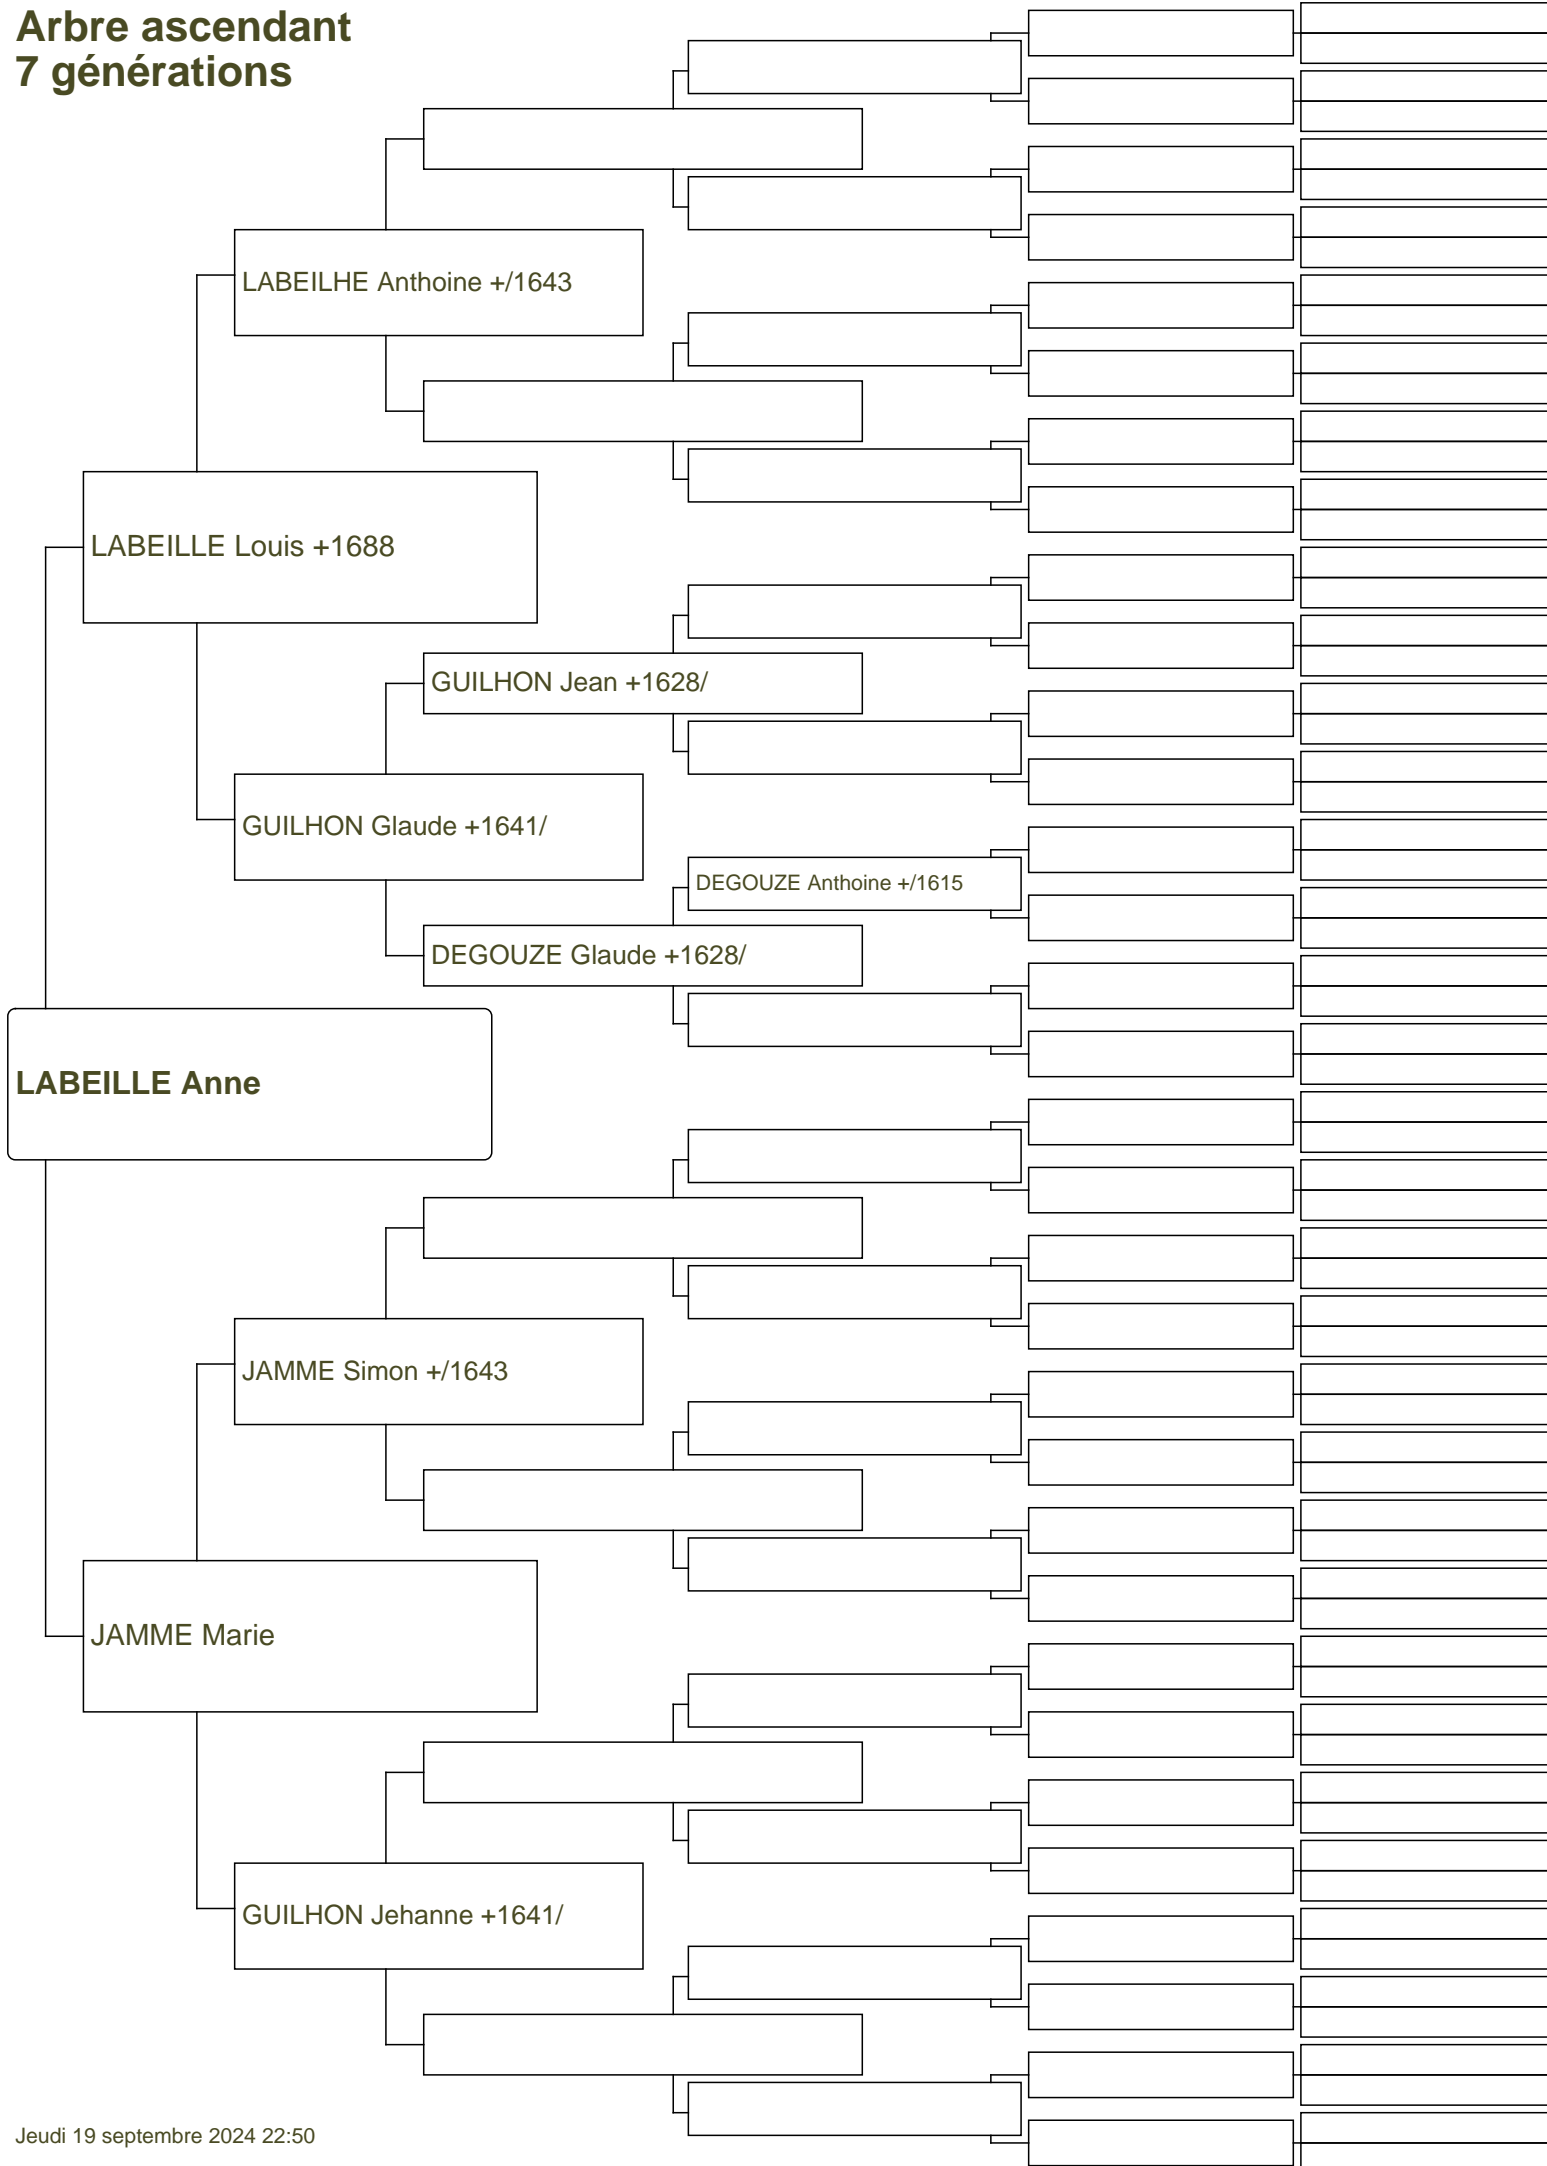 Arbre ascendant
7 générations
LABEILHE Anthoine +/1643
LABEILLE Louis +1688
GUILHON Jean +1628/
GUILHON Glaude +1641/
DEGOUZE Anthoine +/1615
DEGOUZE Glaude +1628/
LABEILLE Anne
JAMME Simon +/1643
JAMME Marie
GUILHON Jehanne +1641/
Jeudi 19 septembre 2024 22:50